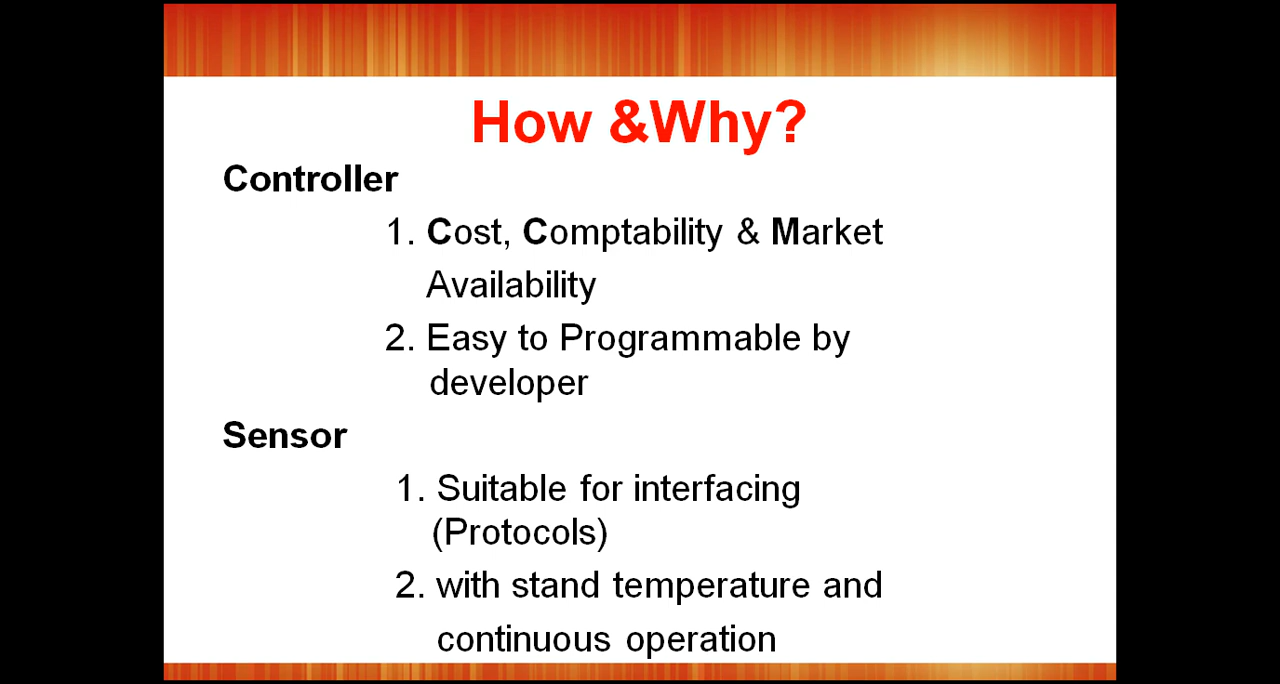 How &Why?
Controller
1. Cost, Comptability & Market
Availability
2. Easy to Programmable by
developer
Sensor
1. Suitable for interfacing
(Protocols)
2. with stand temperature and
continuous operation